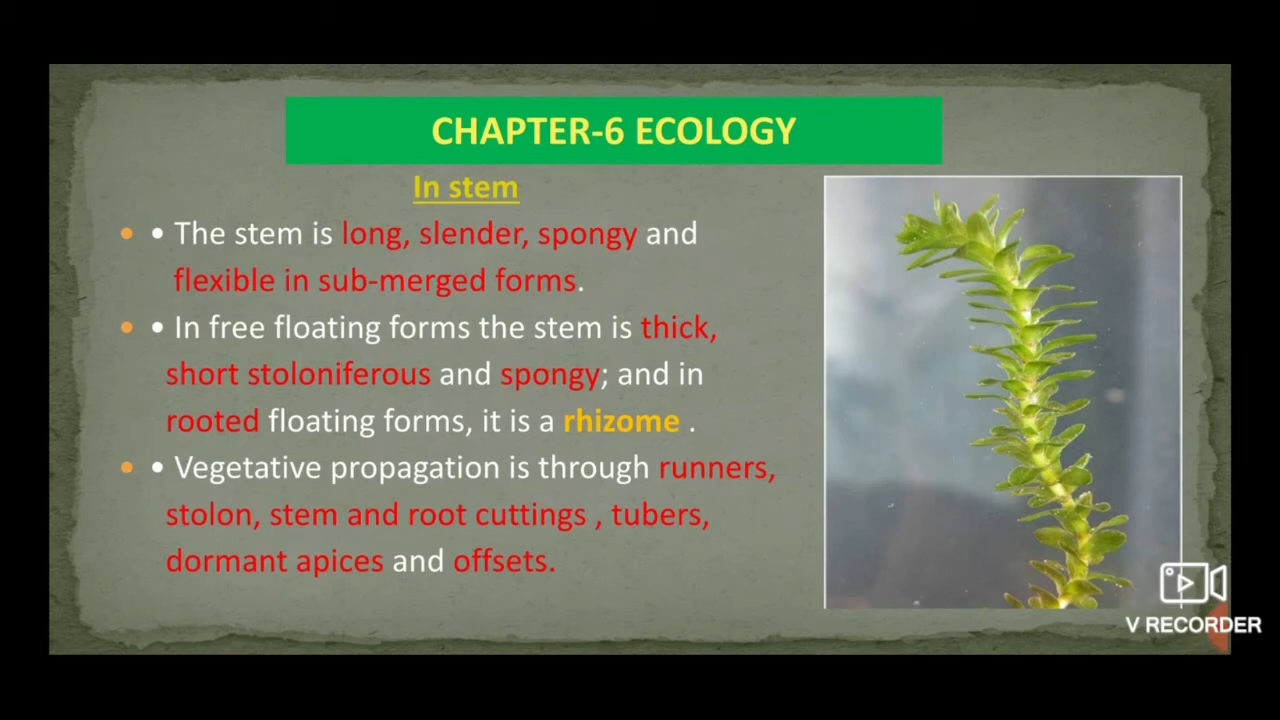 CHAPTER-6 ECOLOGY
In stem
• • The stem is long, slender, spongy and
flexible in sub-merged forms.
• • In free floating forms the stem is thick,
short stoloniferous and spongy; and in
rooted floating forms, it is a rhizome .
• • Vegetative propagation is through runners,
stolon, stem and root cuttings , tubers,
dormant apices and offsets.
V RECORDER